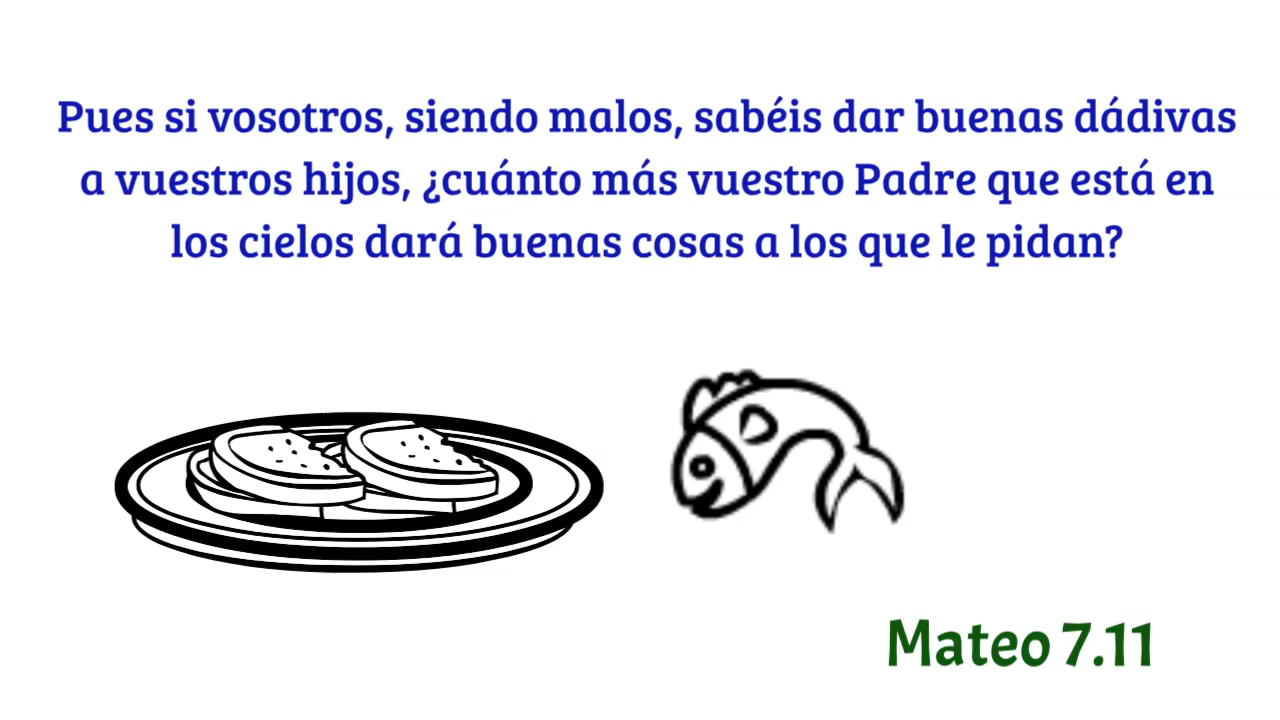 Pues si vosotros, siendo malos, sabéis dar buenas dádivas
a vuestros hijos, ¿cuánto más vuestro Padre que está en
los cielos dará buenas cosas a los que le pidan?
Mateo 7.11